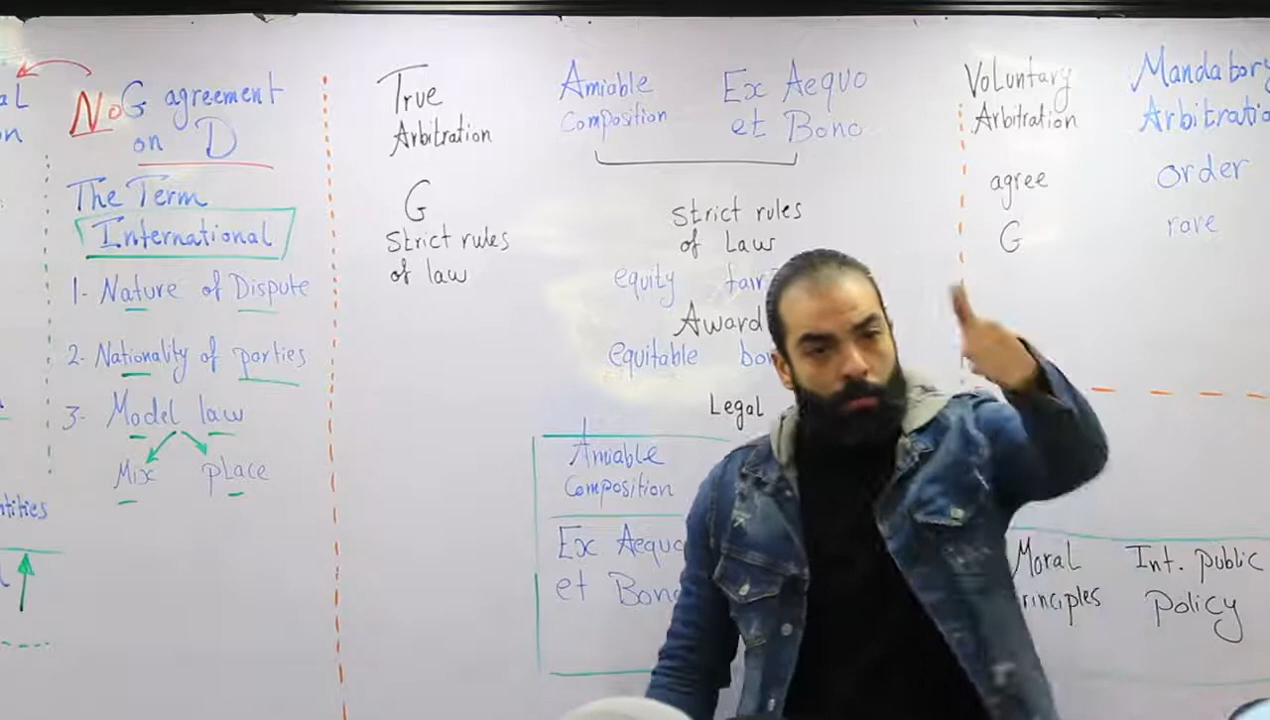 NoG agreement
on D
The Term
International
1- Nature of Dispute
2- Nationality of parties
3- Model law
Mix place
True
Arbitration
G
Strict rules
of law
Amiable
Composition
Ex Aequo
et Bono
Strict rules
of Law
equity
Award
equitable
Legal
Amiable
Composition
Ex Aequo
et Bono
Voluntary
Arbitration
agree
G
Mandatory
Arbitratio
order
rare
Moral
rinciples
Int. public
policy